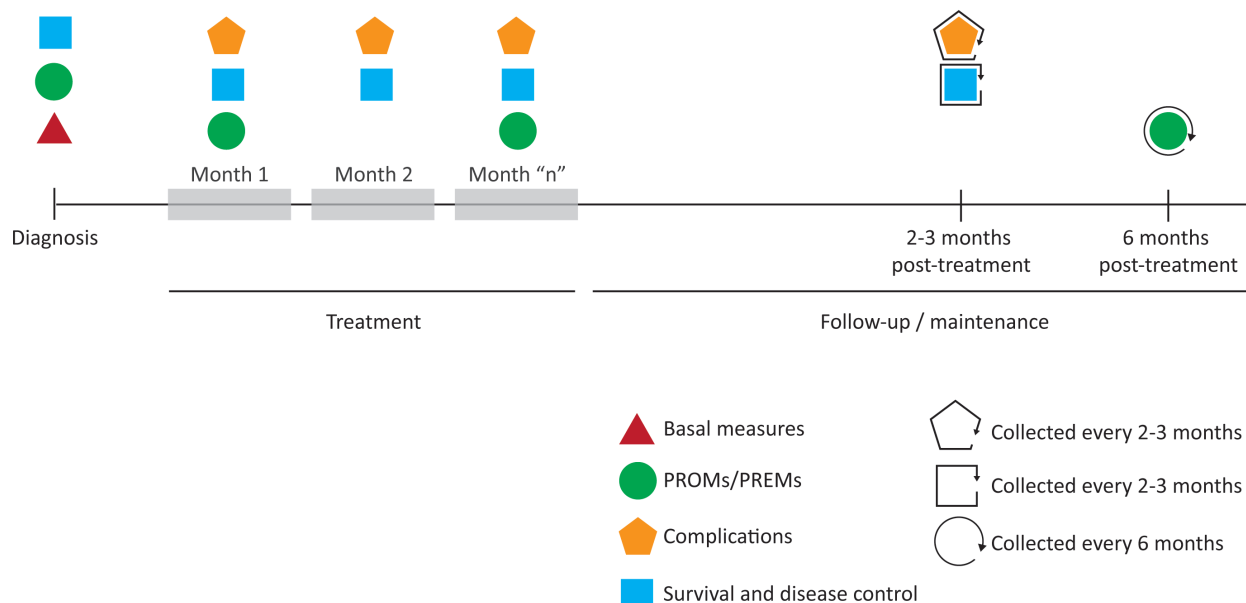 Month 1
Month 2
Month “n”
Diagnosis
2-3 months
post-treatment
6 months
post-treatment
Treatment
Follow-up / maintenance
Basal measures
PROMs/PREMs
Complications
Survival and disease control
Collected every 2-3 months
Collected every 2-3 months
Collected every 6 months